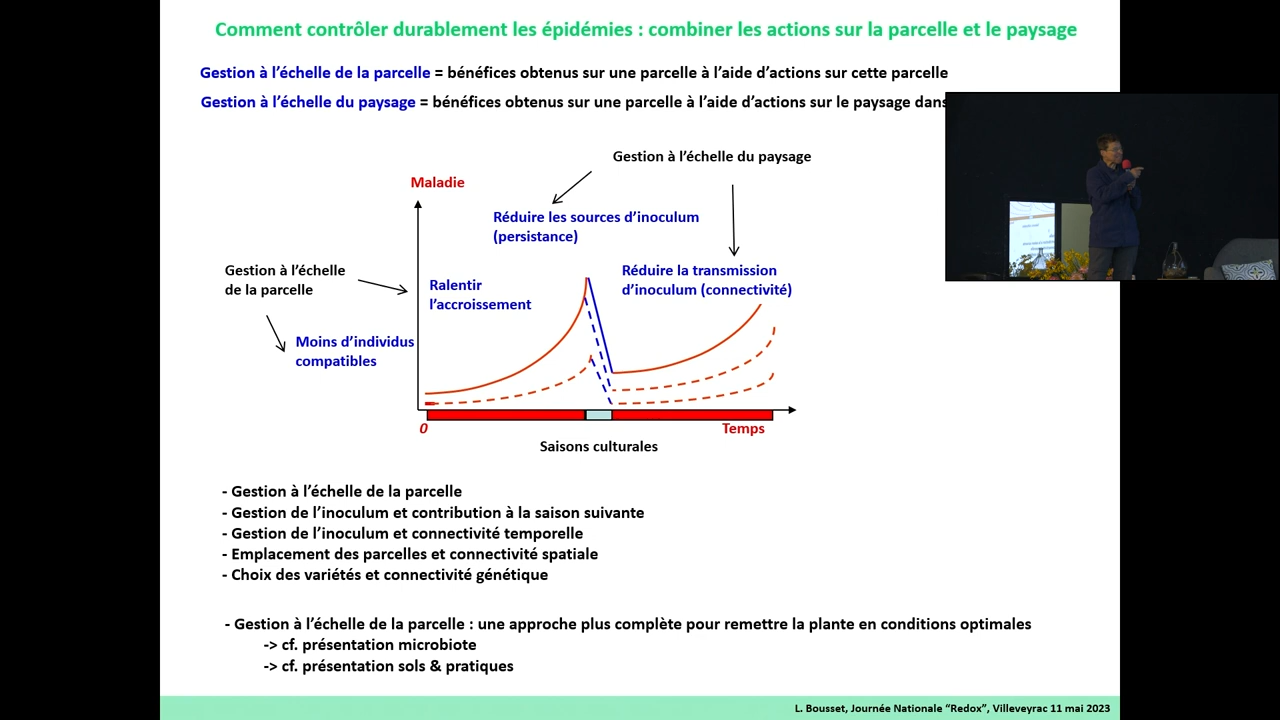 Comment contrôler durablement les épidémies : combiner les actions sur la parcelle et le paysage
Gestion à l'échelle de la parcelle = bénéfices obtenus sur une parcelle à l'aide d'actions sur cette parcelle
Gestion à l'échelle du paysage = bénéfices obtenus sur une parcelle à l'aide d'actions sur le paysage dans
Gestion à l'échelle du paysage
Maladie
Réduire les sources d'inoculum
(persistance)
Gestion à l'échelle
de la parcelle
Réduire la transmission
d'inoculum (connectivité)
Ralentir
l'accroissement
Moins d'individus
compatibles
0
Temps
Saisons culturales
- Gestion à l'échelle de la parcelle
- Gestion de l'inoculum et contribution à la saison suivante
- Gestion de l'inoculum et connectivité temporelle
- Emplacement des parcelles et connectivité spatiale
- Choix des variétés et connectivité génétique
- Gestion à l'échelle de la parcelle : une approche plus complète pour remettre la plante en conditions optimales
-> cf. présentation microbiote
-> cf. présentation sols & pratiques
L. Bousset, Journée Nationale "Redox", Villeveyrac 11 mai 2023